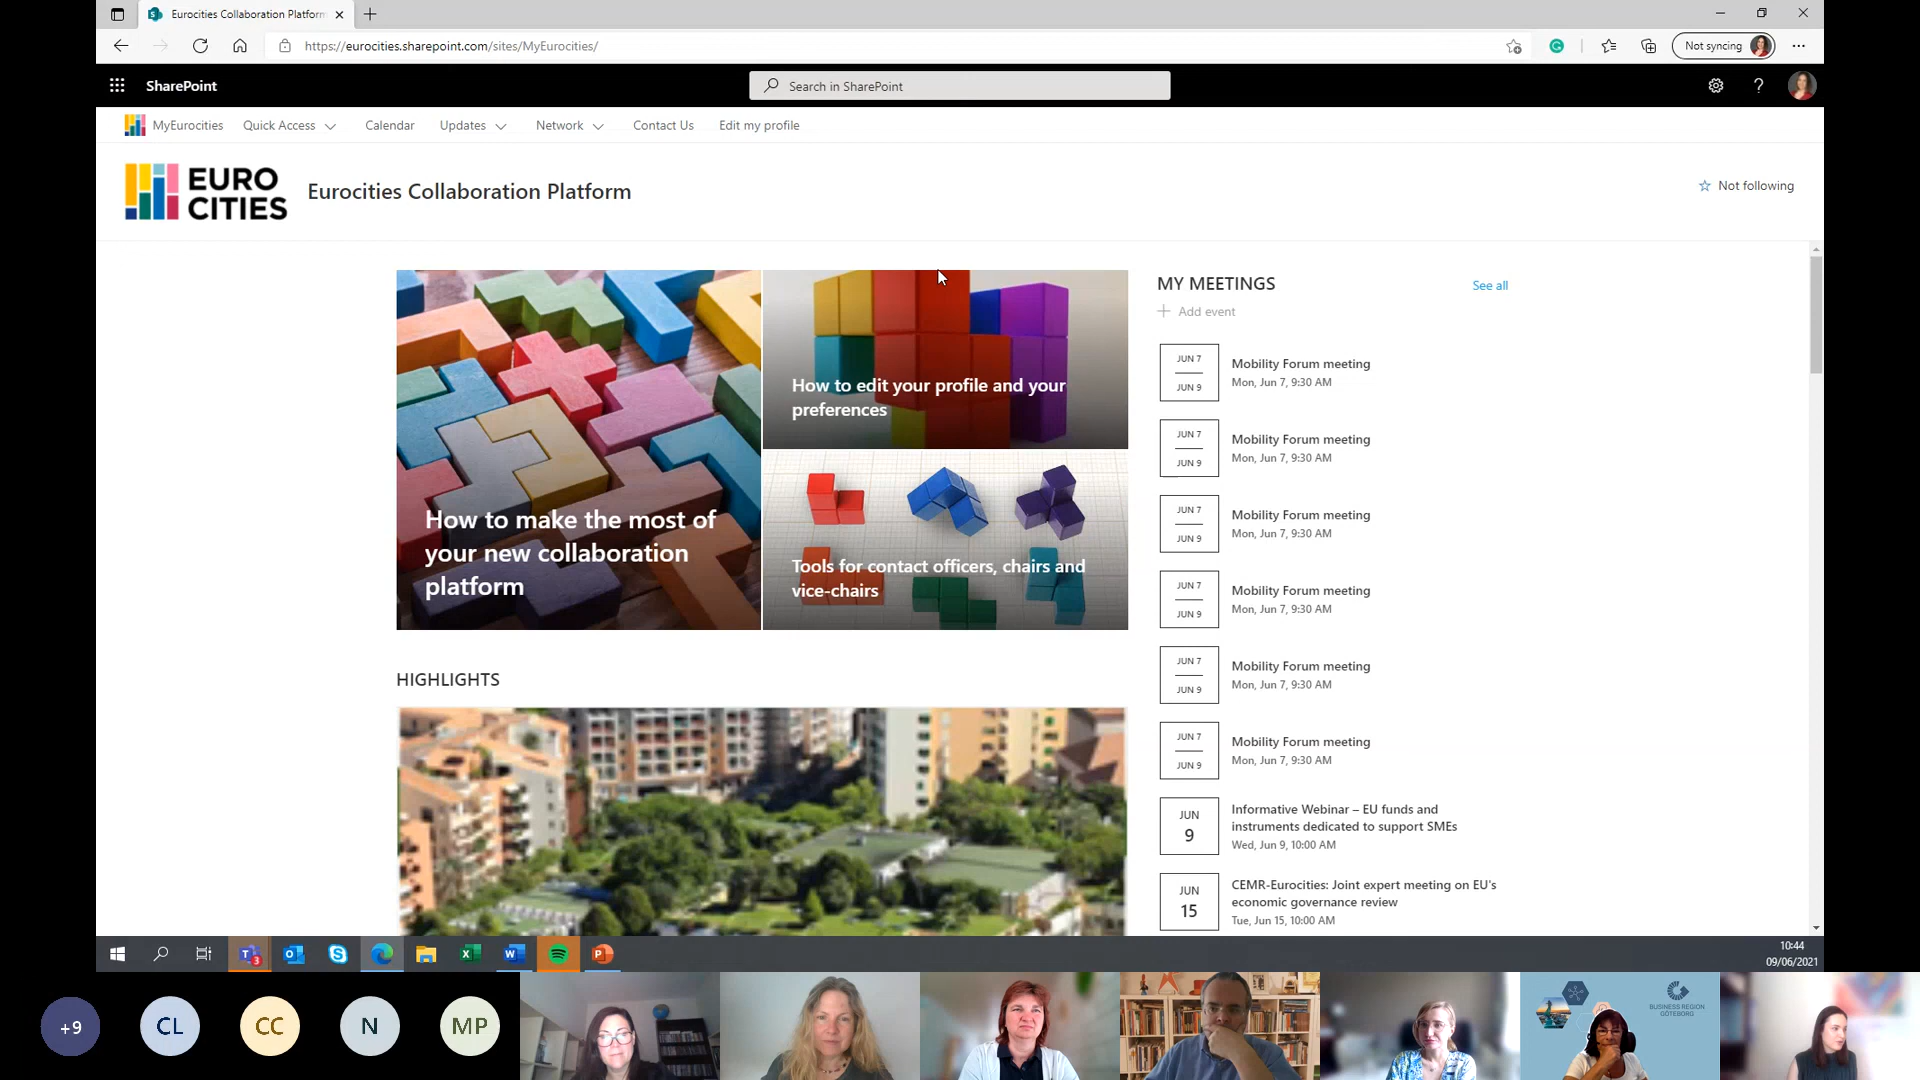 Eurocities Collaboration Platform
https://eurocities.sharepoint.com/sites/MyEurocities/
Not syncing
SharePoint
Search in SharePoint
MyEurocities
Quick Access
Calendar
Updates
Network
Contact Us
Edit my profile
EURO
CITIES
Eurocities Collaboration Platform
Not following
How to make the most of
your new collaboration
platform
How to edit your profile and your
preferences
Tools for contact officers, chairs and
vice-chairs
HIGHLIGHTS
MY MEETINGS
See all
Add event
JUN 7
JUN 9
Mobility Forum meeting
Mon, Jun 7, 9:30 AM
JUN 7
JUN 9
Mobility Forum meeting
Mon, Jun 7, 9:30 AM
JUN 7
JUN 9
Mobility Forum meeting
Mon, Jun 7, 9:30 AM
JUN 7
JUN 9
Mobility Forum meeting
Mon, Jun 7, 9:30 AM
JUN 7
JUN 9
Mobility Forum meeting
Mon, Jun 7, 9:30 AM
JUN 7
JUN 9
Mobility Forum meeting
Mon, Jun 7, 9:30 AM
JUN
9
Informative Webinar – EU funds and
instruments dedicated to support SMEs
Wed, Jun 9, 10:00 AM
JUN
15
CEMR-Eurocities: Joint expert meeting on EU's
economic governance review
Tue, Jun 15, 10:00 AM
3
10:44
09/06/2021
+9
CL
CC
N
MP
BUSINESS REGION
GÖTEBORG